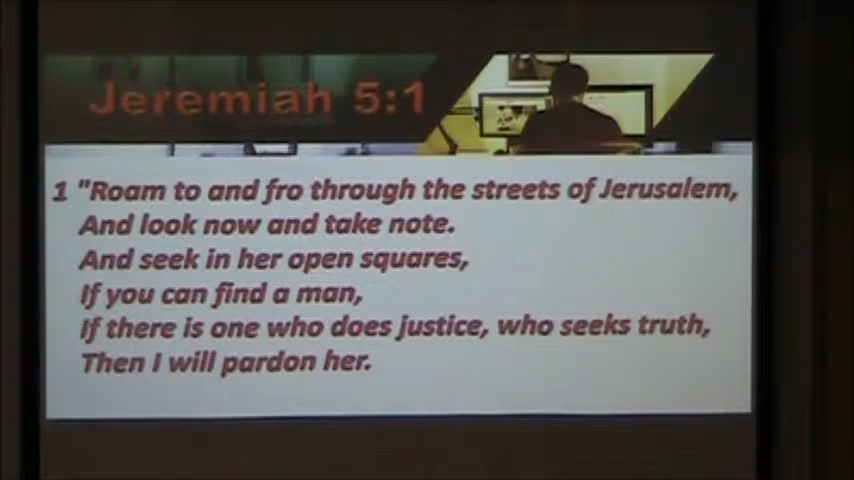 Jeremiah 5:1
1 "Roam to and fro through the streets of Jerusalem,
And look now and take note.
And seek in her open squares,
If you can find a man,
If there is one who does justice, who seeks truth,
Then I will pardon her.